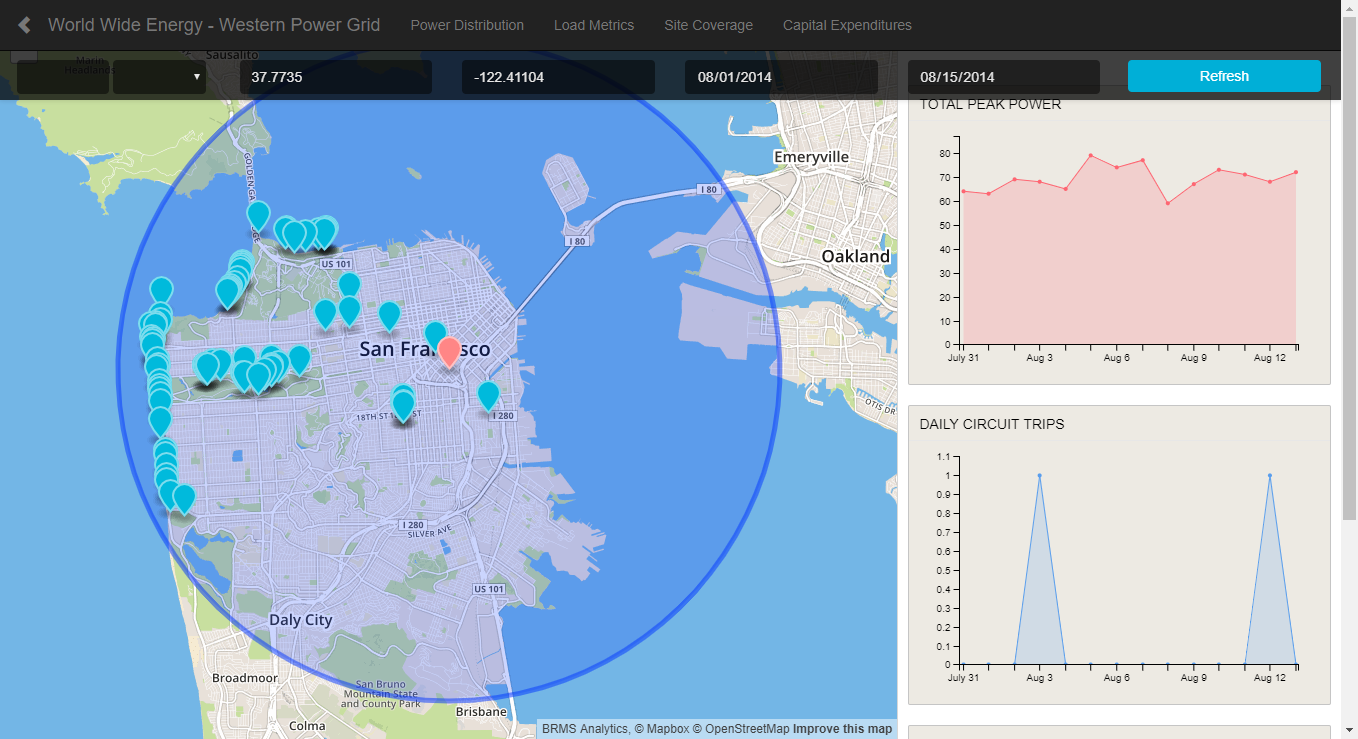 World Wide Energy - Western Power Grid
Power Distribution
Load Metrics
Site Coverage
Capital Expenditures
Sausalito
Marin
Headlands
37.7735
-122.41104
08/01/2014
08/15/2014
Refresh
Emeryville
GOLDEN GA
I 80
I 80
Oakland
US 101
San Fra
sco
18TH ST
I 280
OTIS DR
I 280
SILVER AVE
US 101
Daly City
Broadmoor
San Bruno
Mountain State
and County Park
Colma
Brisbane
BRMS Analytics, © Mapbox © OpenStreetMap Improve this map
TOTAL PEAK POWER
80
70
60
50
40
30
20
10
0
July 31
Aug 3
Aug 6
Aug 9
Aug 12
DAILY CIRCUIT TRIPS
1.1
1
0.9
0.8
0.7
0.6
0.5
0.4
0.3
0.2
0.1
0
July 31
Aug 3
Aug 6
Aug 9
Aug 12